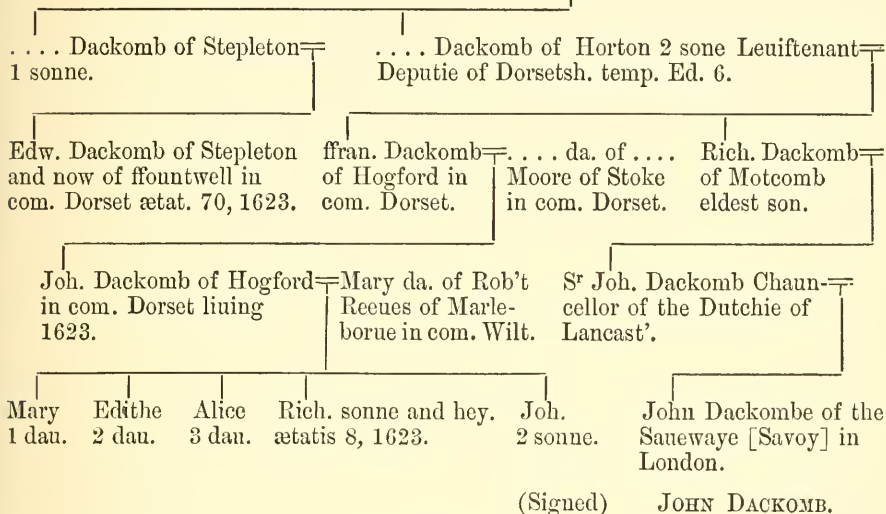 . . . . Dackomb of Stepleton
1 sonne.
. . . . Dackomb of Horton 2 sone Leuiftenant
Deputie of Dorsetsh. temp. Ed. 6.
Edw. Dackomb of Stepleton
and now of ffountwell in
com. Dorset ætat. 70, 1623.
ffran. Dackomb
of Hogford in
com. Dorset.
. . . . da. of . . . .
Moore of Stoke
in com. Dorset.
Rich. Dackomb
of Motcomb
eldest son.
Joh. Dackomb of Hogford
in com. Dorset liuing
1623.
Mary da. of Rob't
Reeues of Marle-
borue in com. Wilt.
Sr Joh. Dackomb Chaun-
cellor of the Dutchie of
Lancast'.
Mary
1 dau.
Edithe
2 dau.
Alice
3 dau.
Rich. sonne and hey.
ætatis 8, 1623.
Joh.
2 sonne.
John Dackombe of the
Sauewaye [Savoy] in
London.
(Signed) JOHN DACKOMB.